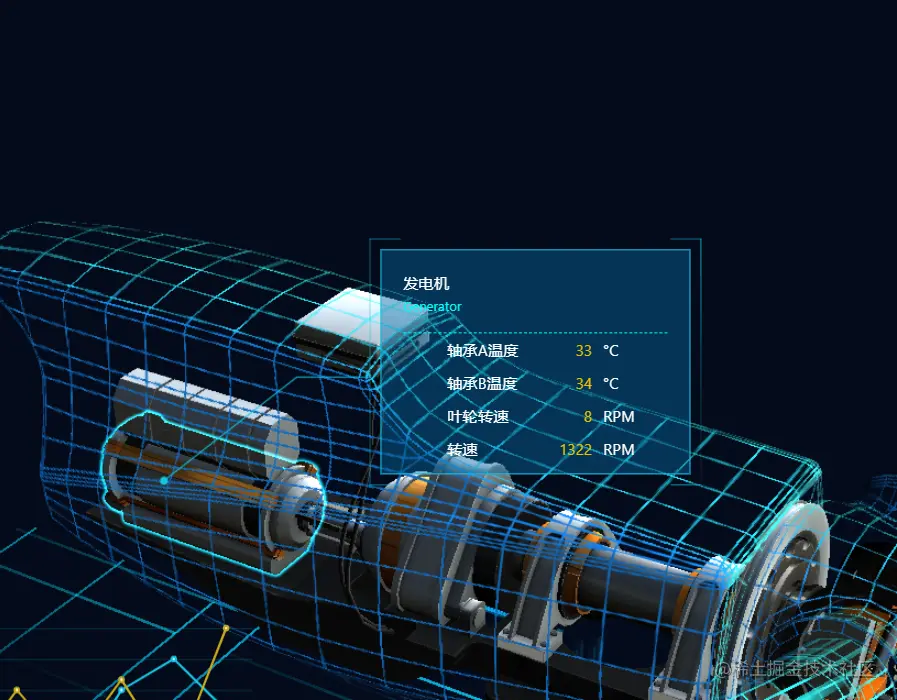 发电机
Generator
轴承A温度 33 °C
轴承B温度 34 °C
叶轮转速 8 RPM
转速 1322 RPM
@稀土掘金技术社区